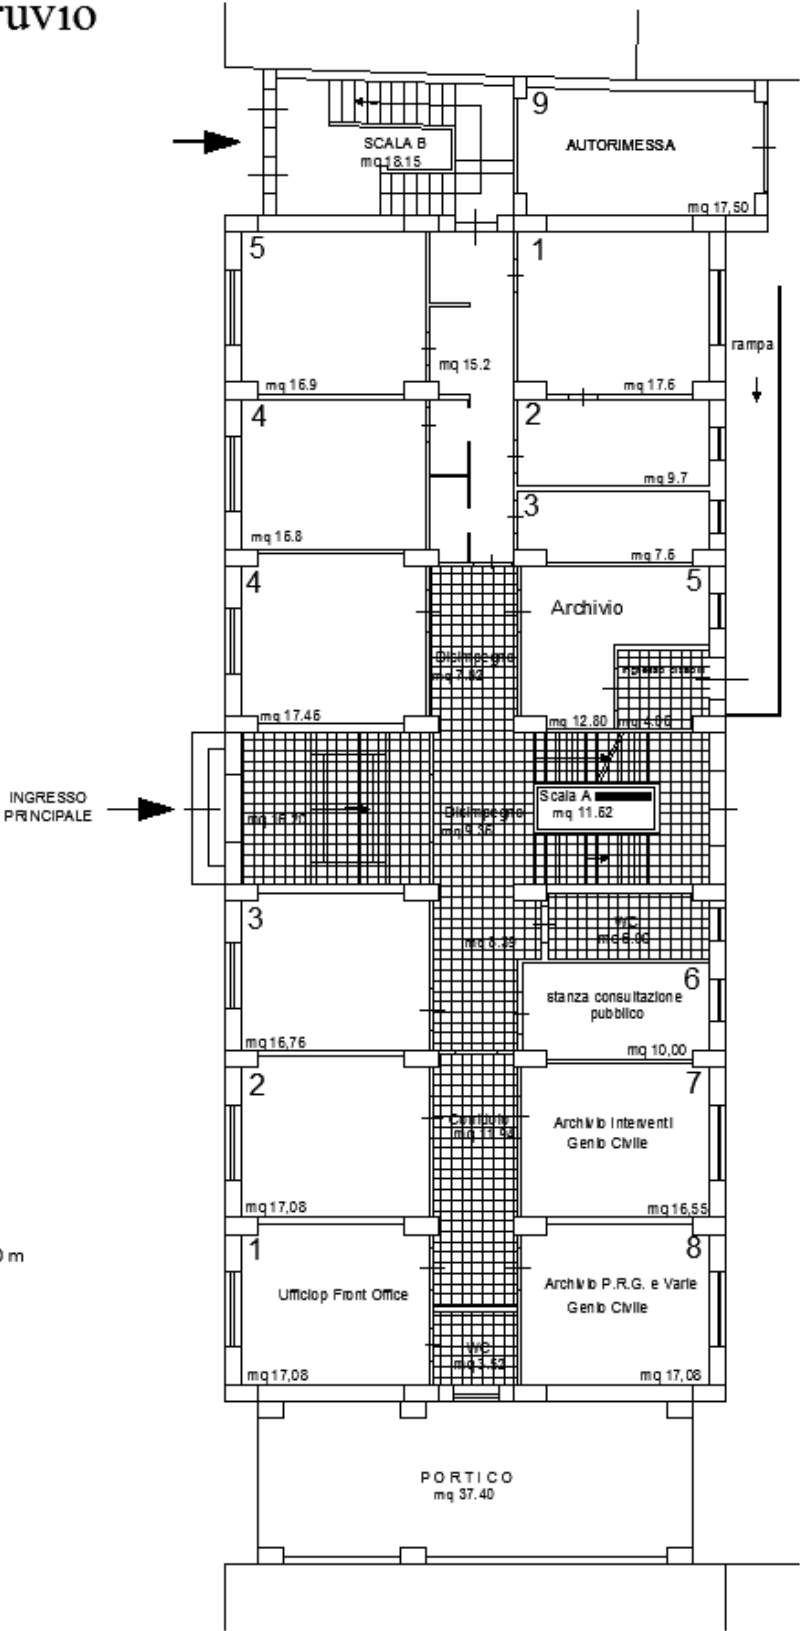 ruvio
9
SCALA B
mq 18.15
AUTORIMESSA
mq 17,50
5
1
rampa
mq 15.2
mq 16.9
mq 17.6
4
2
mq 9.7
3
mq 16.8
mq 7.6
4
5
Archivio
Disimpegno
mq 17.46
mq 12.80
INGRESSO
PRINCIPALE
Scala A
mq 11.62
Disimpegno
mq 9.36
3
WC
6
stanza consultazione
pubblico
mq 16,76
mq 10,00
2
7
Corridoio
Archivio Interventi
Genio Civile
mq 17,08
mq 16,55
0 m
1
8
Ufficiop Front Office
Archivio P.R.G. e Varie
Genio Civile
WC
mq 17,08
mq 17,08
PORTICO
mq 37.40